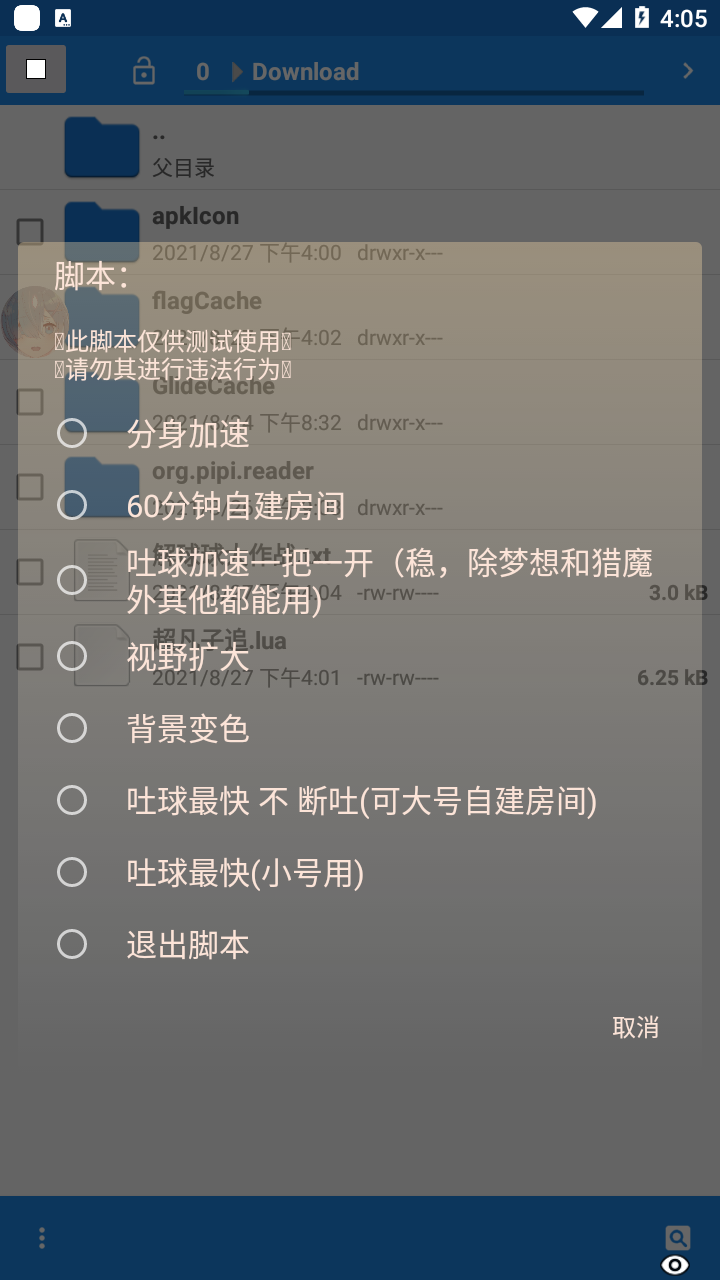 4:05
0 Download
..
父目录
apkIcon
2021/8/27 下午4:00 drwxr-x---
脚本：
flagCache
下午4:02 drwxr-x---
此脚本仅供测试使用
请勿其进行违法行为
GlideCache
2021/8/24 下午8:32 drwxr-x---
分身加速
org.pipi.reader
drwxr-x---
60分钟自建房间
吐球加速一把一开（稳，除梦想和猎魔
外其他都能用)
4:04 -rw-rw---- 3.0 kB
超凡子追.lua
视野扩大
2021/8/27 下午4:01 -rw-rw---- 6.25 kB
背景变色
吐球最快 不 断吐(可大号自建房间)
吐球最快(小号用)
退出脚本
取消